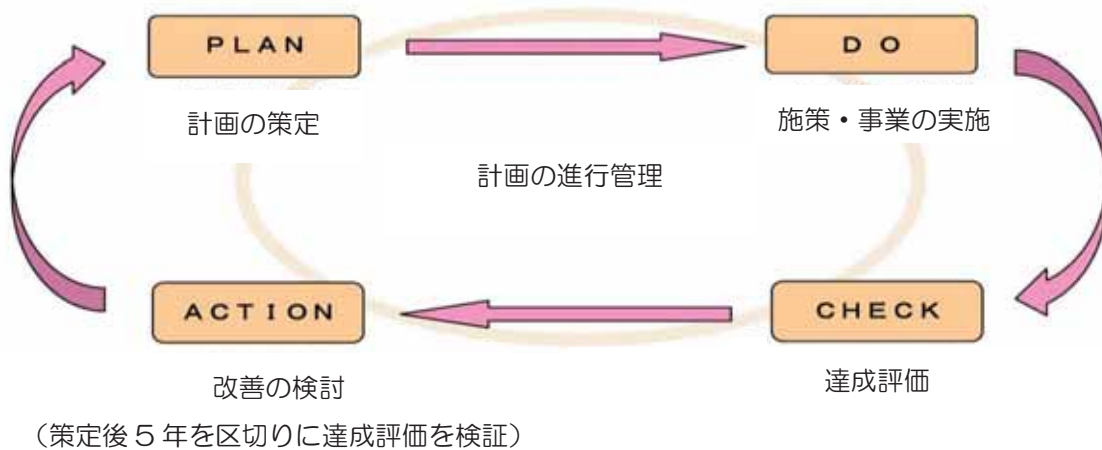 PLAN
DO
計画の策定
施策・事業の実施
計画の進行管理
ACTION
CHECK
改善の検討
達成評価
（策定後５年を区切りに達成評価を検証）